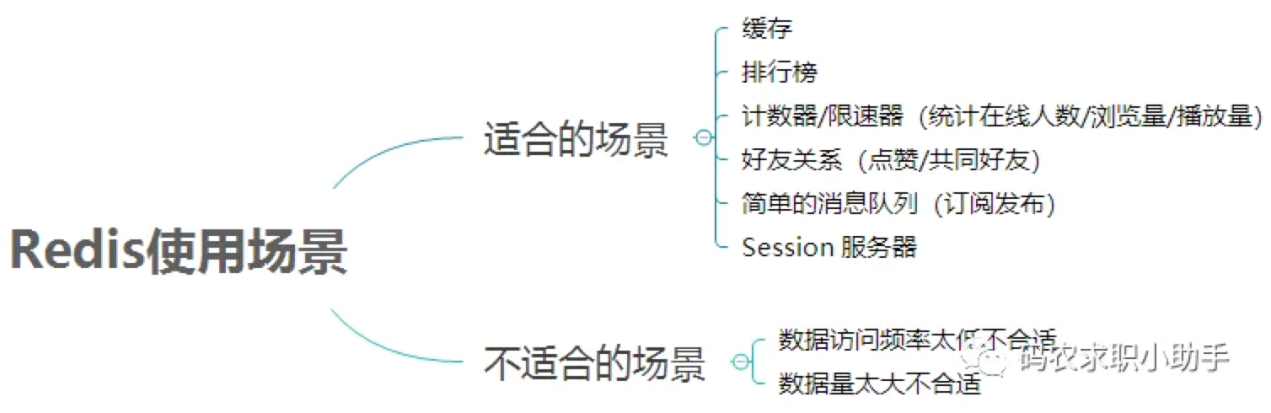 缓存
排行榜
计数器/限速器（统计在线人数/浏览量/播放量）
适合的场景
好友关系（点赞/共同好友）
简单的消息队列（订阅发布）
Session 服务器
Redis使用场景
数据访问频率太低不合适
不适合的场景
数据量太大不合适
码农求职小助手